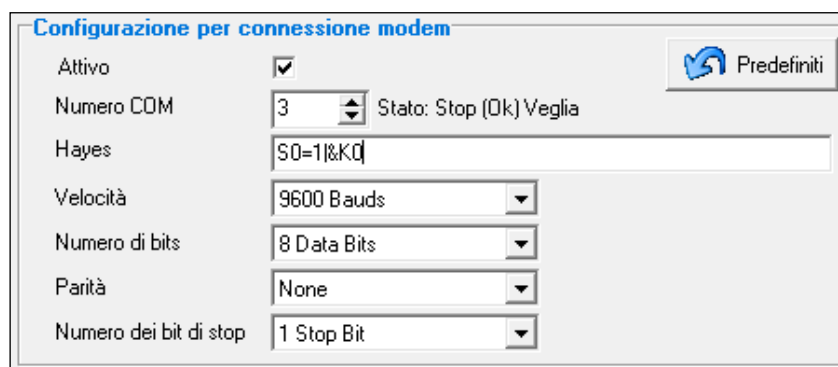 Configurazione per connessione modem
Attivo
Predefiniti
Numero COM 3 Stato: Stop (Ok) Veglia
Hayes S0=1|&K0
Velocità 9600 Bauds
Numero di bits 8 Data Bits
Parità None
Numero dei bit di stop 1 Stop Bit